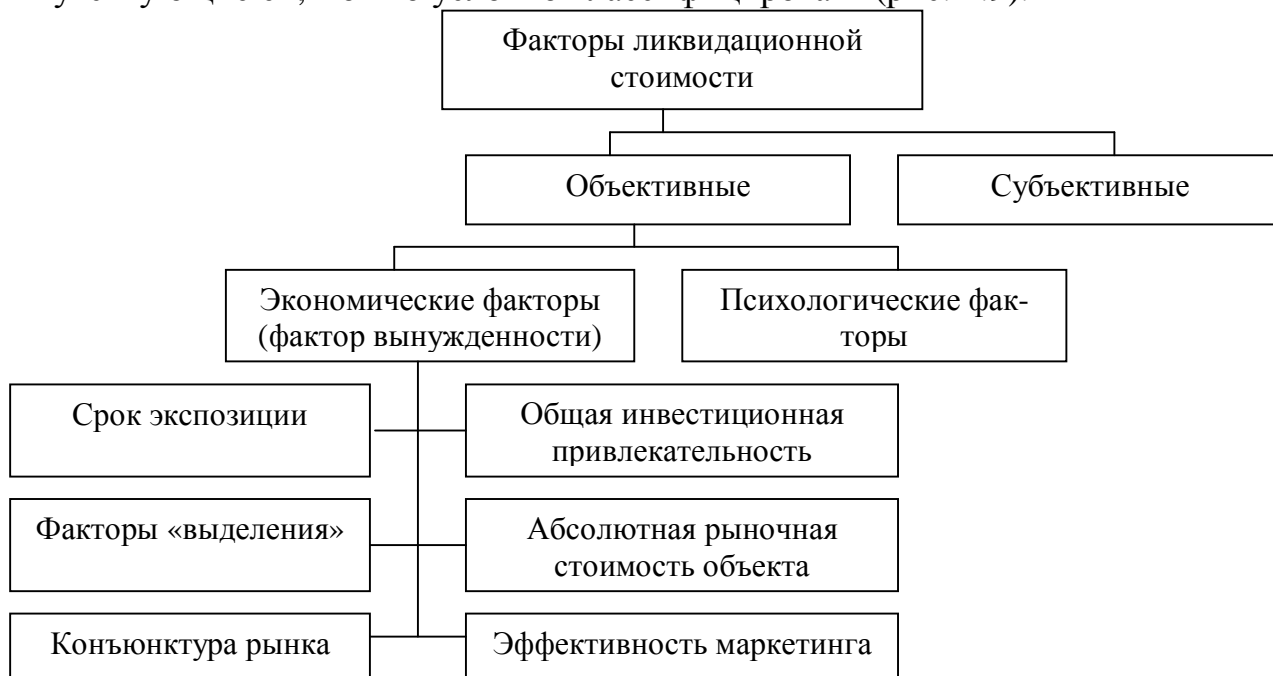 Факторы ликвидационной
стоимости
Объективные
Субъективные
Экономические факторы
(фактор вынужденности)
Психологические фак-
торы
Срок экспозиции
Общая инвестиционная
привлекательность
Факторы «выделения»
Абсолютная рыночная
стоимость объекта
Конъюнктура рынка
Эффективность маркетинга